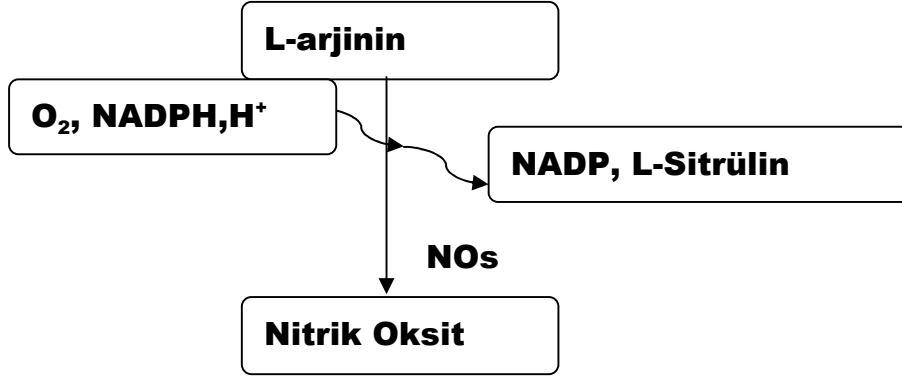 L-arjinin
O₂, NADPH,H⁺
NADP, L-Sitrülin
NOs
Nitrik Oksit